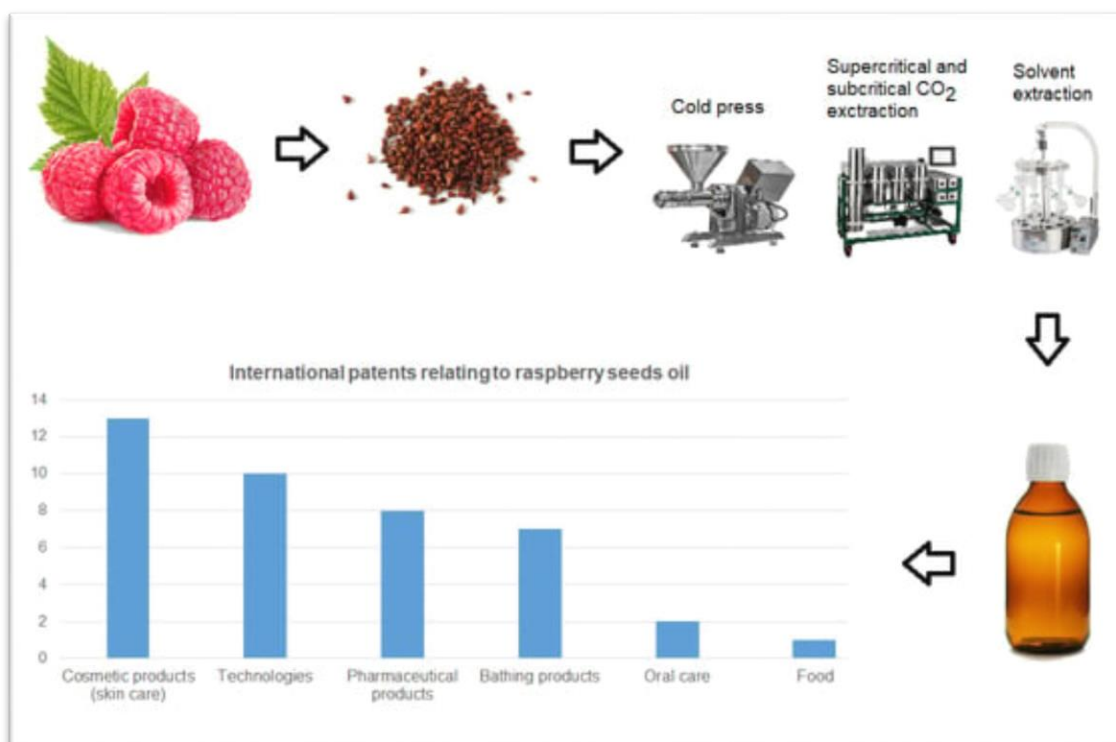 Cold press
Supercritical and
subcritical CO₂
exctraction
Solvent
extraction
International patents relating to raspberry seeds oil
14
12
10
8
6
4
2
0
Cosmetic products
(skin care)
Technologies
Pharmaceutical
products
Bathing products
Oral care
Food